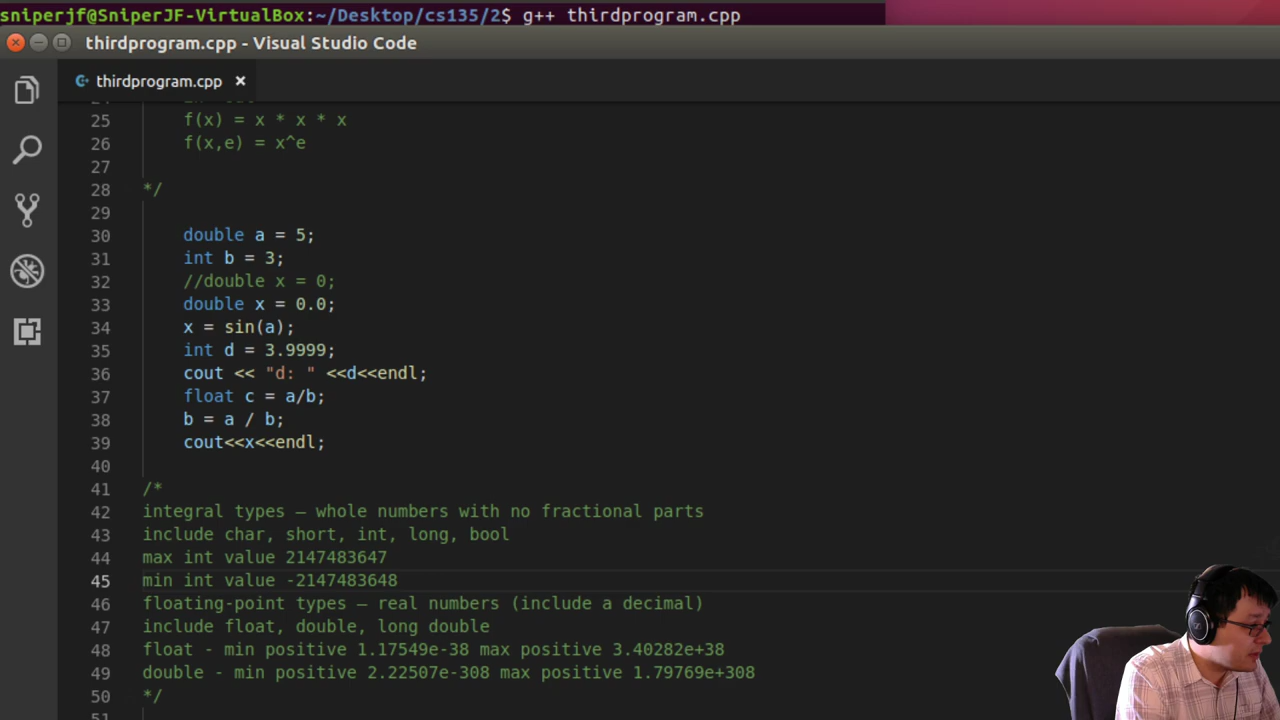 sniperjf@SniperJF-VirtualBox:~/Desktop/cs135/2$ g++ thirdprogram.cpp
thirdprogram.cpp - Visual Studio Code
thirdprogram.cpp ×
25 f(x) = x * x * x
26 f(x,e) = x^e
27
28 */
29
30 double a = 5;
31 int b = 3;
32 //double x = 0;
33 double x = 0.0;
34 x = sin(a);
35 int d = 3.9999;
36 cout << "d: " <<d<<endl;
37 float c = a/b;
38 b = a / b;
39 cout<<x<<endl;
40
41 /*
42 integral types – whole numbers with no fractional parts
43 include char, short, int, long, bool
44 max int value 2147483647
45 min int value -2147483648
46 floating-point types – real numbers (include a decimal)
47 include float, double, long double
48 float - min positive 1.17549e-38 max positive 3.40282e+38
49 double - min positive 2.22507e-308 max positive 1.79769e+308
50 */
51